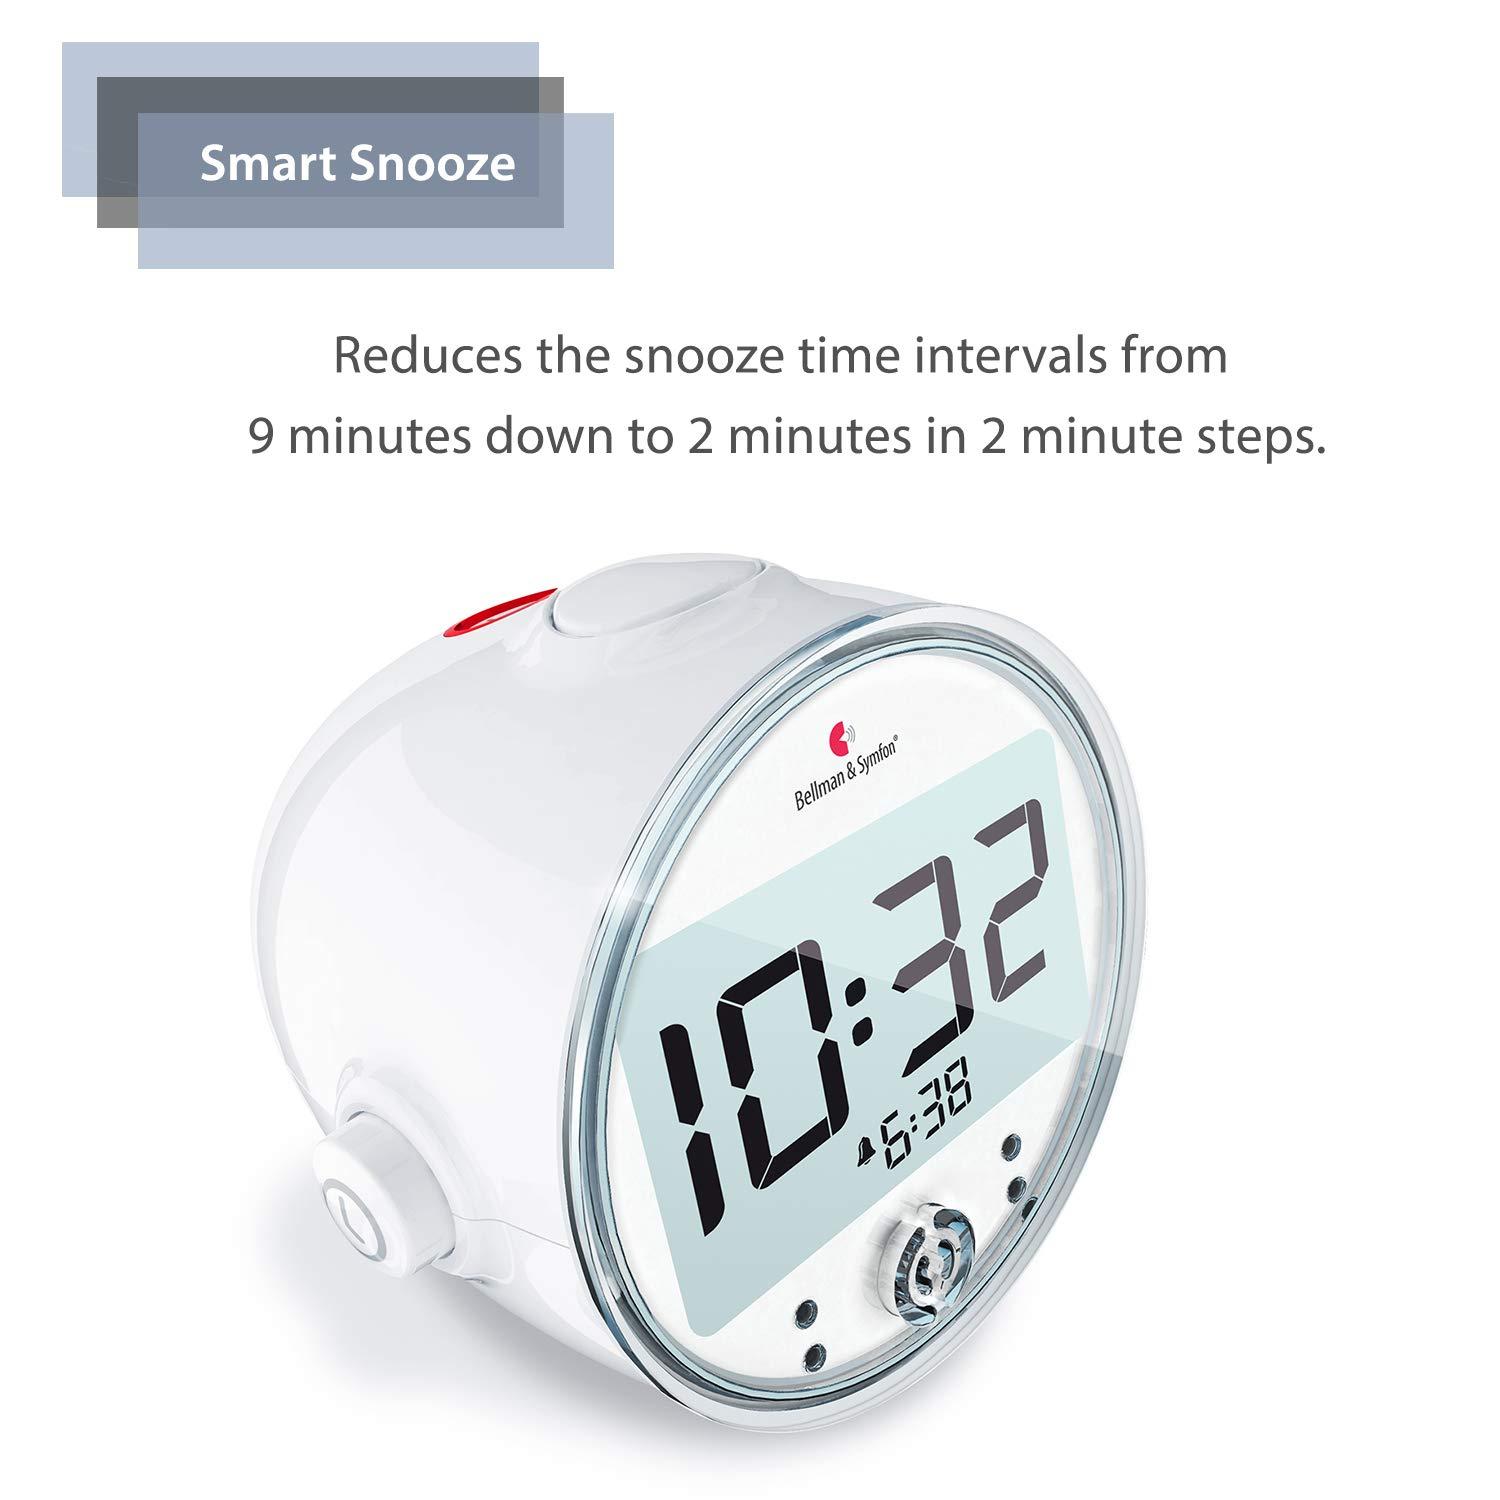 Smart Snooze
Reduces the snooze time intervals from
9 minutes down to 2 minutes in 2 minute steps.
Bellman & Symfon®
10:32
6:38